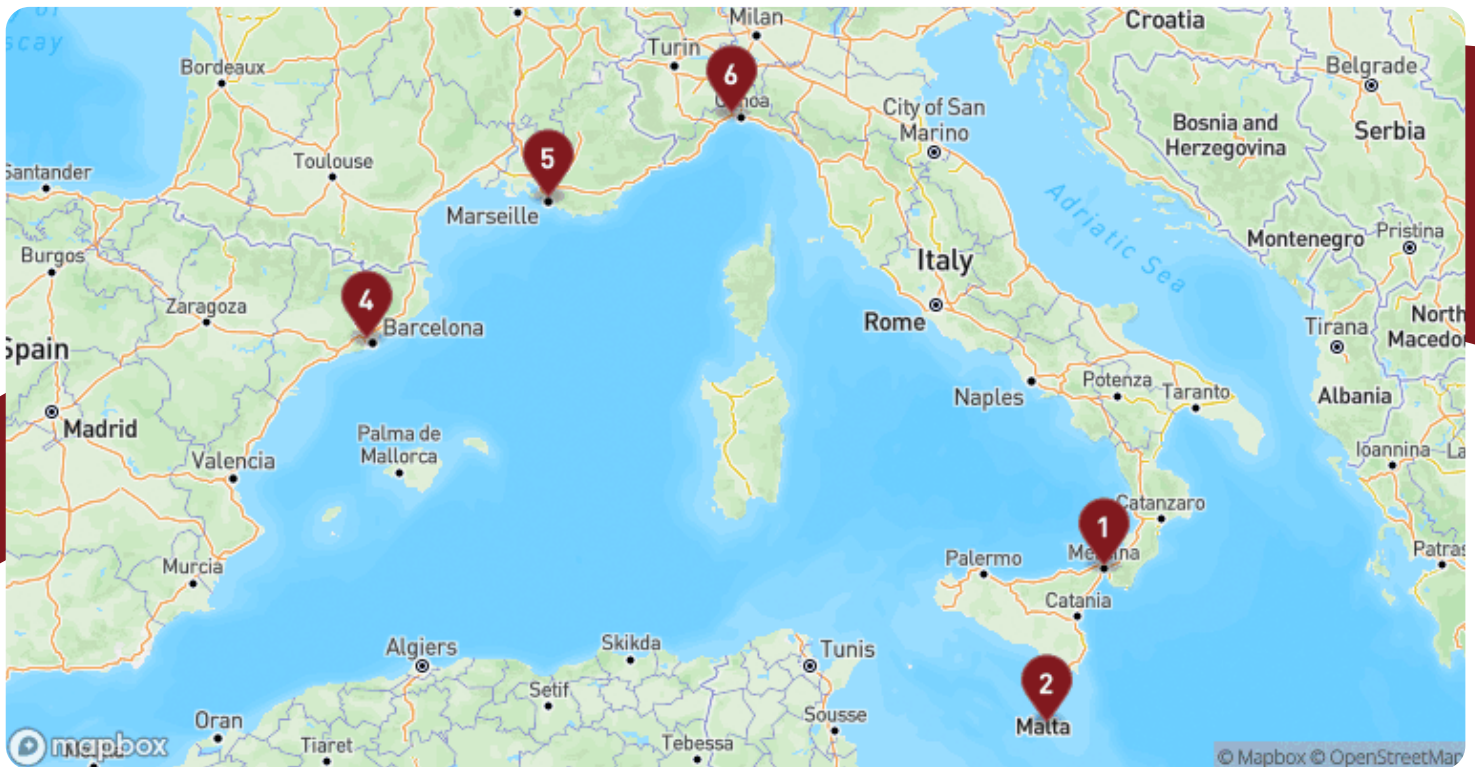 Milan
Croatia
Turin
Bordeaux
6
Belgrade
City of San
Marino
Bosnia and
Herzegovina
Serbia
5
Toulouse
Santander
Marseille
Adriatic Sea
Montenegro
Pristina
Burgos
Italy
4
Zaragoza
Barcelona
Rome
North
Tirana
Spain
Naples
Potenza
Taranto
Albania
Madrid
Palma de
Mallorca
Valencia
Ioannina
La
Catanzaro
1
Palermo
Murcia
Patras
Catania
Algiers
Skikda
Tunis
2
Setif
Sousse
Oran
Malta
Tiaret
Tebessa
mapbox
© Mapbox © OpenStreetMap